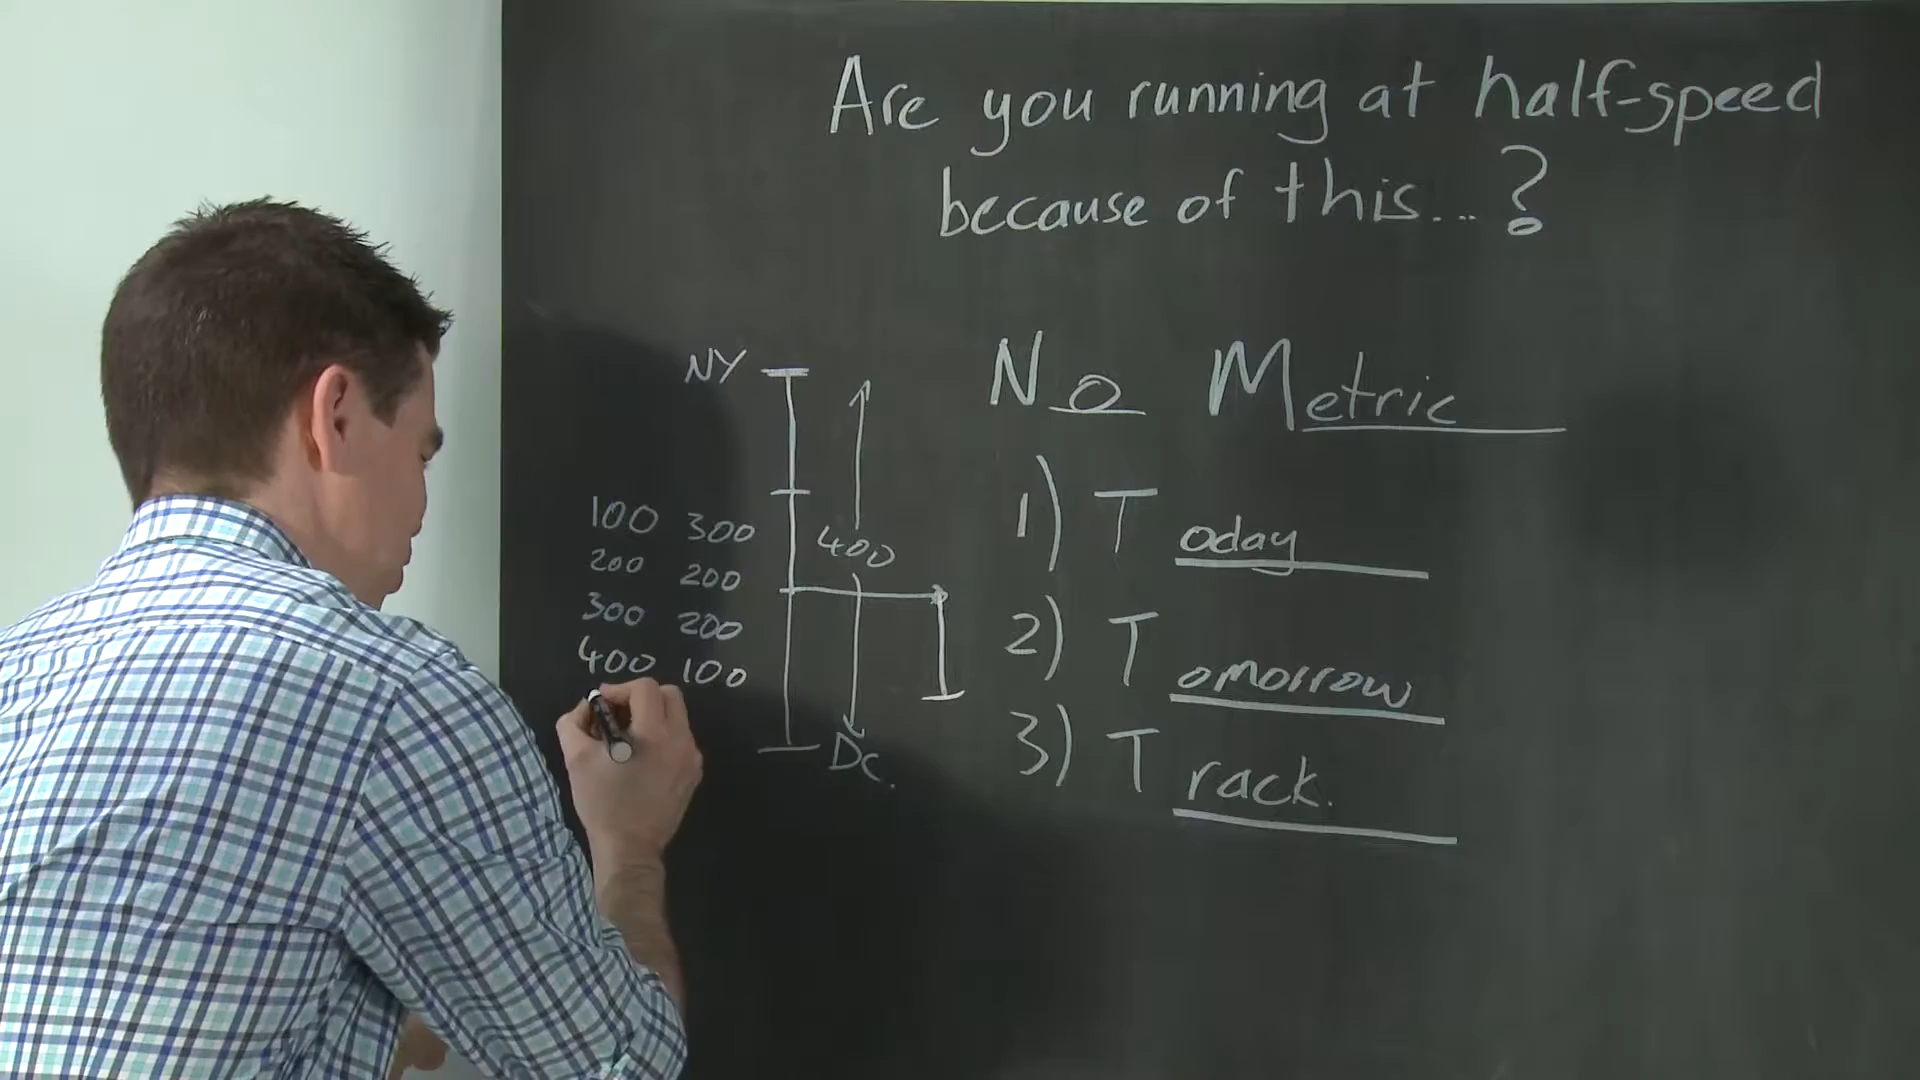 Are you running at half-speed
because of this...?
NY
100 300
200 200
300 200
400 100
400
DC.
No Metric
1) Today
2) Tomorrow
3) Track.